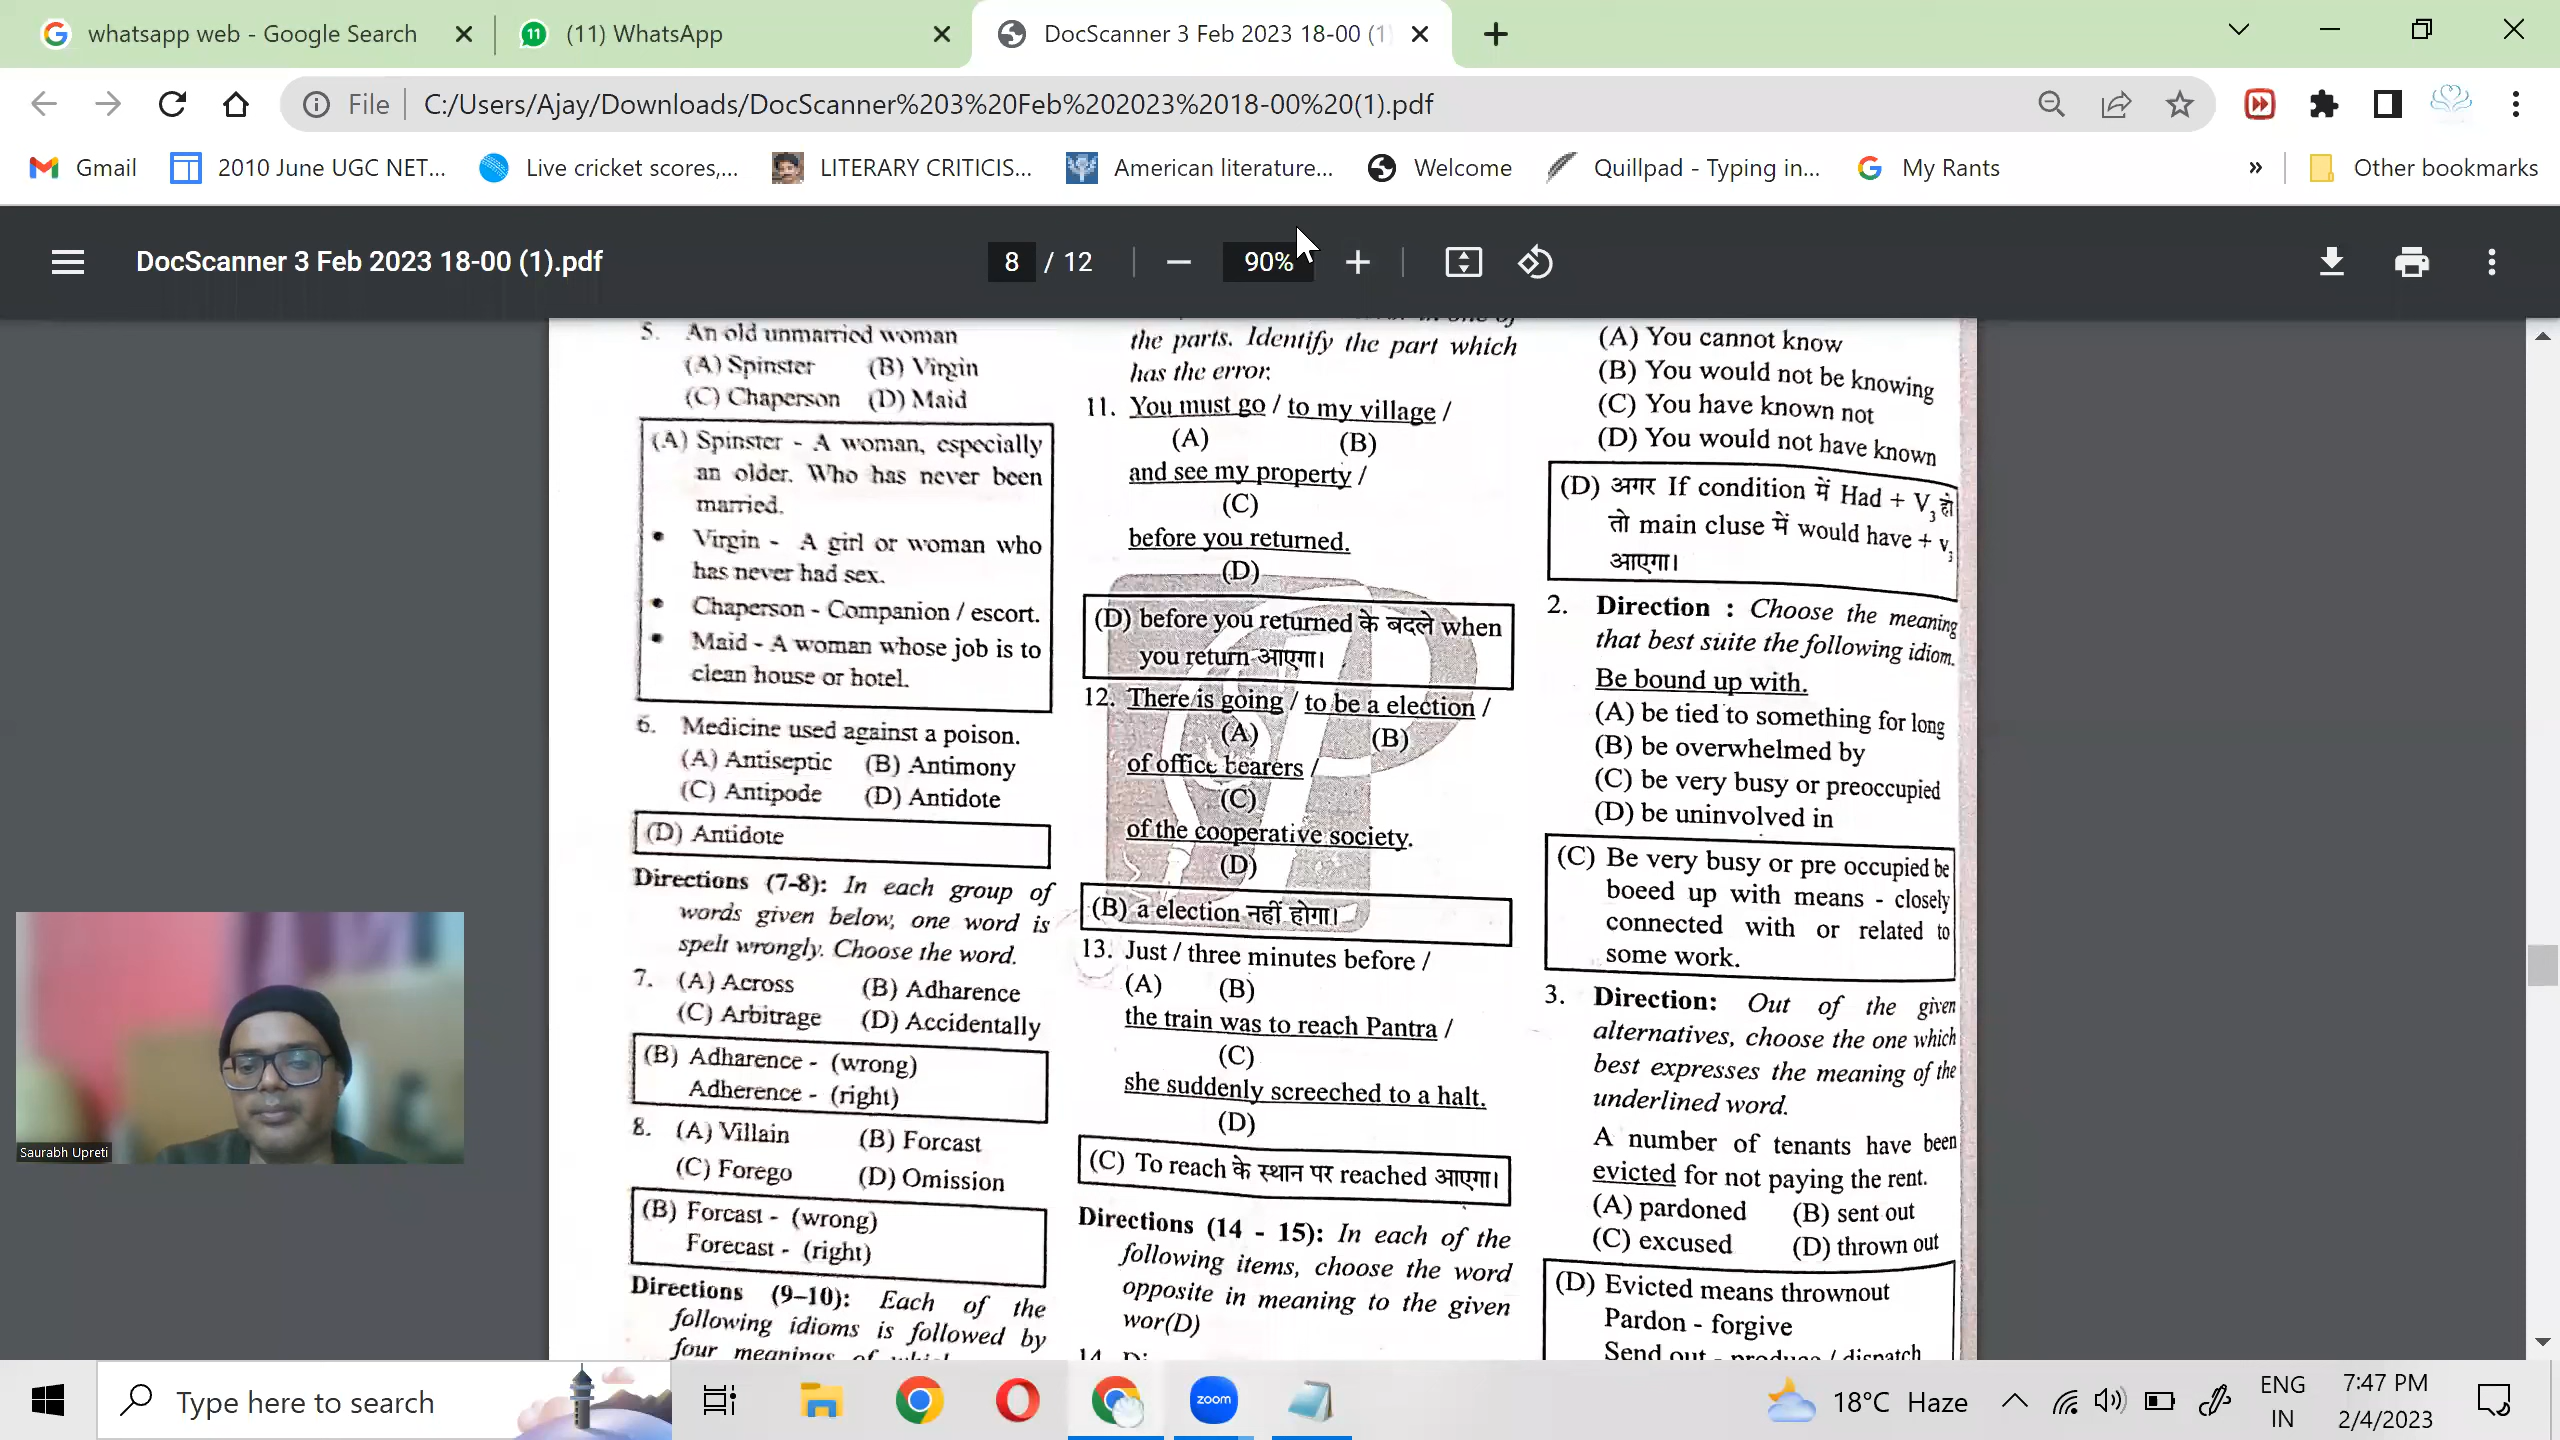 whatsapp web - Google Search
(11) WhatsApp
DocScanner 3 Feb 2023 18-00 (1)
File
C:/Users/Ajay/Downloads/DocScanner%203%20Feb%202023%2018-00%20(1).pdf
Gmail
2010 June UGC NET...
Live cricket scores,...
LITERARY CRITICIS...
American literature...
Welcome
Quillpad - Typing in...
My Rants
»
Other bookmarks
DocScanner 3 Feb 2023 18-00 (1).pdf
8 / 12
90%
5. An old unmarried woman
(A) Spinster (B) Virgin
(C) Chaperson (D) Maid
(A) Spinster - A woman, especially
an older. Who has never been
married.
• Virgin - A girl or woman who
has never had sex.
• Chaperson - Companion / escort.
• Maid - A woman whose job is to
clean house or hotel.
6. Medicine used against a poison.
(A) Antiseptic (B) Antimony
(C) Antipode (D) Antidote
(D) Antidote
Directions (7-8): In each group of
words given below, one word is
spelt wrongly. Choose the word.
7. (A) Across (B) Adharence
(C) Arbitrage (D) Accidentally
(B) Adharence - (wrong)
Adherence - (right)
8. (A) Villain (B) Forcast
(C) Forego (D) Omission
(B) Forcast - (wrong)
Forecast - (right)
Directions (9–10): Each of the
following idioms is followed by
four meanings of
the parts. Identify the part which
has the error:
11. You must go / to my village /
(A) (B)
and see my property /
(C)
before you returned.
(D)
(D) before you returned के बदले when
you return आएगा।
12. There is going / to be a election /
(A) (B)
of office bearers /
(C)
of the cooperative society.
(D)
(B) a election नहीं होगा।
13. Just / three minutes before /
(A) (B)
the train was to reach Pantra /
(C)
she suddenly screeched to a halt.
(D)
(C) To reach के स्थान पर reached आएगा।
Directions (14 - 15): In each of the
following items, choose the word
opposite in meaning to the given
wor(D)
14.
(A) You cannot know
(B) You would not be knowing
(C) You have known not
(D) You would not have known
(D) अगर If condition में Had + V3 हो
तो main cluse में would have + v3
आएगा।
2. Direction : Choose the meaning
that best suite the following idiom.
Be bound up with.
(A) be tied to something for long
(B) be overwhelmed by
(C) be very busy or preoccupied
(D) be uninvolved in
(C) Be very busy or pre occupied be
boeed up with means - closely
connected with or related to
some work.
3. Direction: Out of the given
alternatives, choose the one which
best expresses the meaning of the
underlined word.
A number of tenants have been
evicted for not paying the rent.
(A) pardoned (B) sent out
(C) excused (D) thrown out
(D) Evicted means thrownout
Pardon - forgive
Send out - produce / dispatch
Saurabh Upreti
Type here to search
zoom
18°C Haze
ENG
IN
7:47 PM
2/4/2023